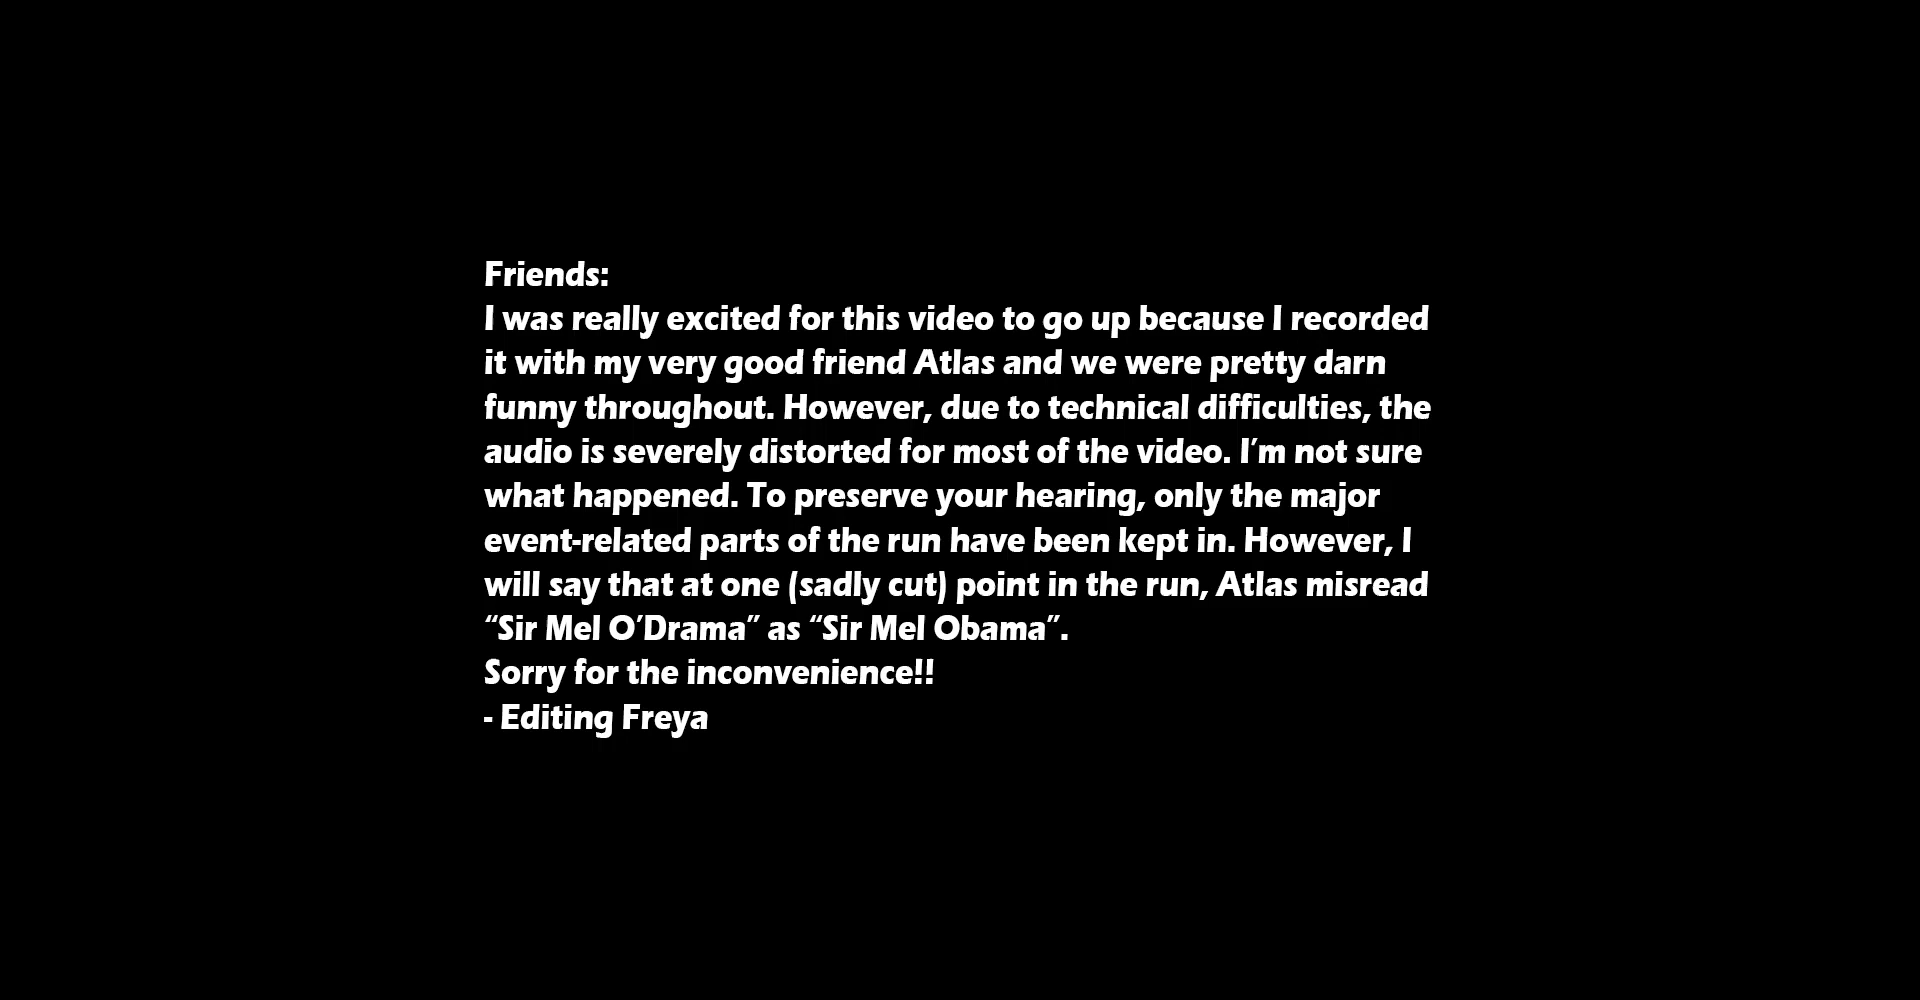 Friends:
I was really excited for this video to go up because I recorded
it with my very good friend Atlas and we were pretty darn
funny throughout. However, due to technical difficulties, the
audio is severely distorted for most of the video. I’m not sure
what happened. To preserve your hearing, only the major
event-related parts of the run have been kept in. However, I
will say that at one (sadly cut) point in the run, Atlas misread
“Sir Mel O’Drama” as “Sir Mel Obama”.
Sorry for the inconvenience!!
- Editing Freya